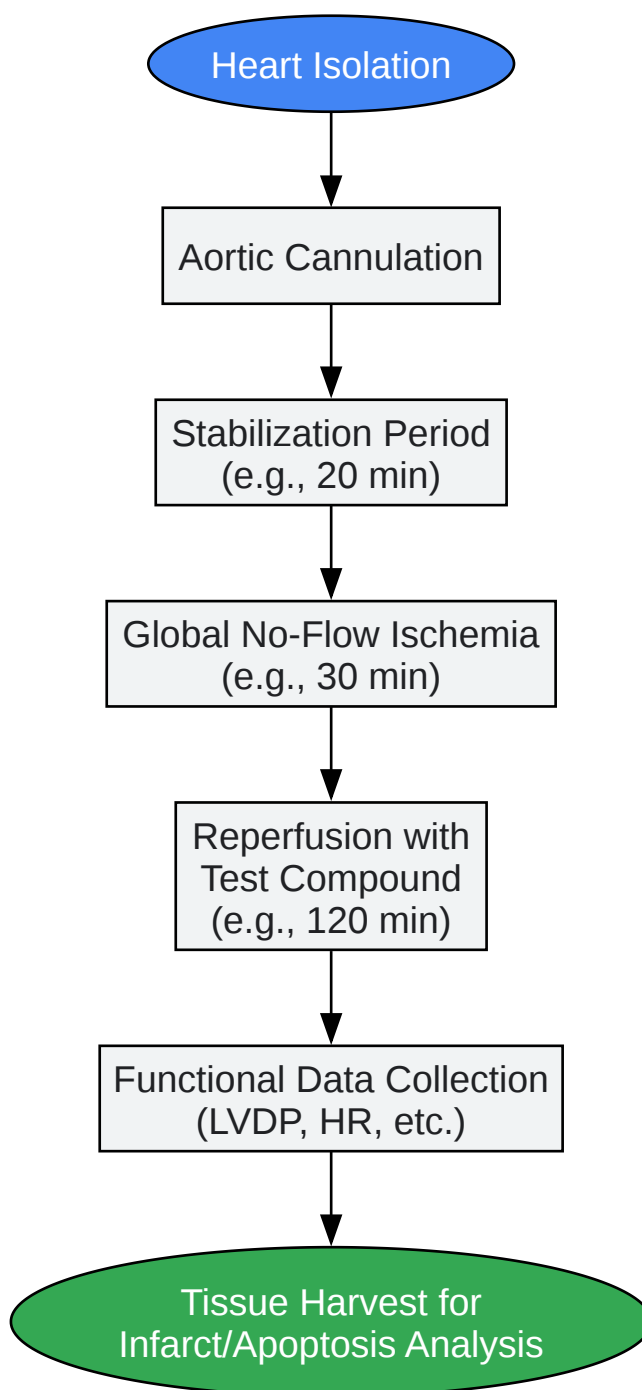 Heart Isolation
Aortic Cannulation
Stabilization Period
(e.g., 20 min)
Global No-Flow Ischemia
(e.g., 30 min)
Reperfusion with
Test Compound
(e.g., 120 min)
Functional Data Collection
(LVDP, HR, etc.)
Tissue Harvest for
Infarct/Apoptosis Analysis